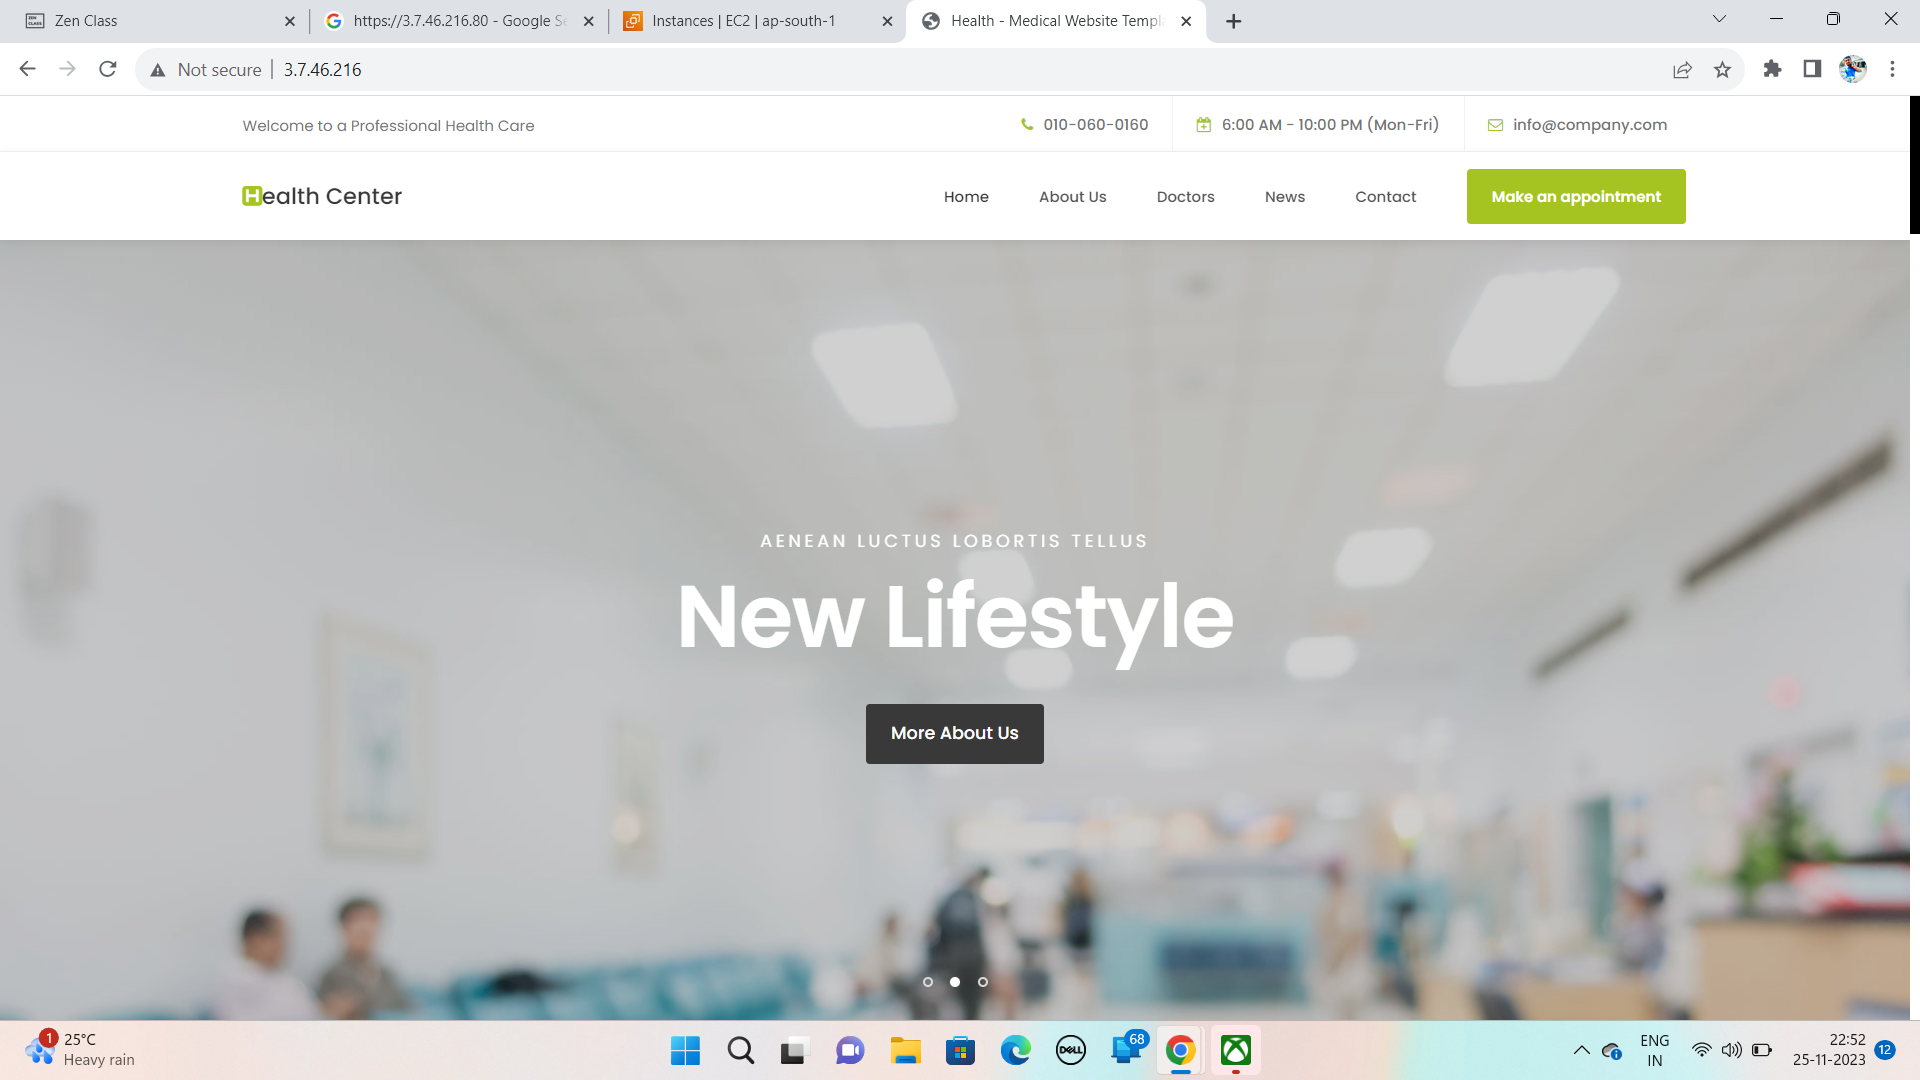 Zen Class
https://3.7.46.216.80 - Google Se
Instances | EC2 | ap-south-1
Health - Medical Website Templa
Not secure
3.7.46.216
Welcome to a Professional Health Care
010-060-0160
6:00 AM - 10:00 PM (Mon-Fri)
info@company.com
Health Center
Home
About Us
Doctors
News
Contact
Make an appointment
AENEAN LUCTUS LOBORTIS TELLUS
New Lifestyle
More About Us
1
25°C
Heavy rain
DELL
68
ENG
IN
22:52
25-11-2023
12